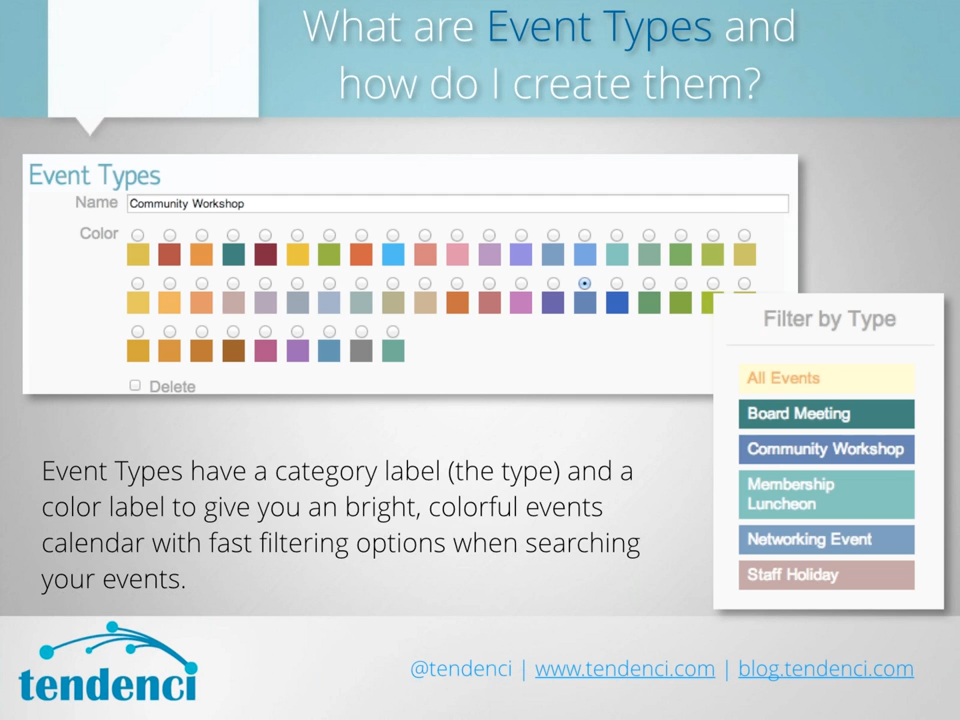 What are Event Types and
how do I create them?
Event Types
Name Community Workshop
Color
Delete
Filter by Type
All Events
Board Meeting
Community Workshop
Membership
Luncheon
Networking Event
Staff Holiday
Event Types have a category label (the type) and a
color label to give you an bright, colorful events
calendar with fast filtering options when searching
your events.
tendenci
@tendenci | www.tendenci.com | blog.tendenci.com